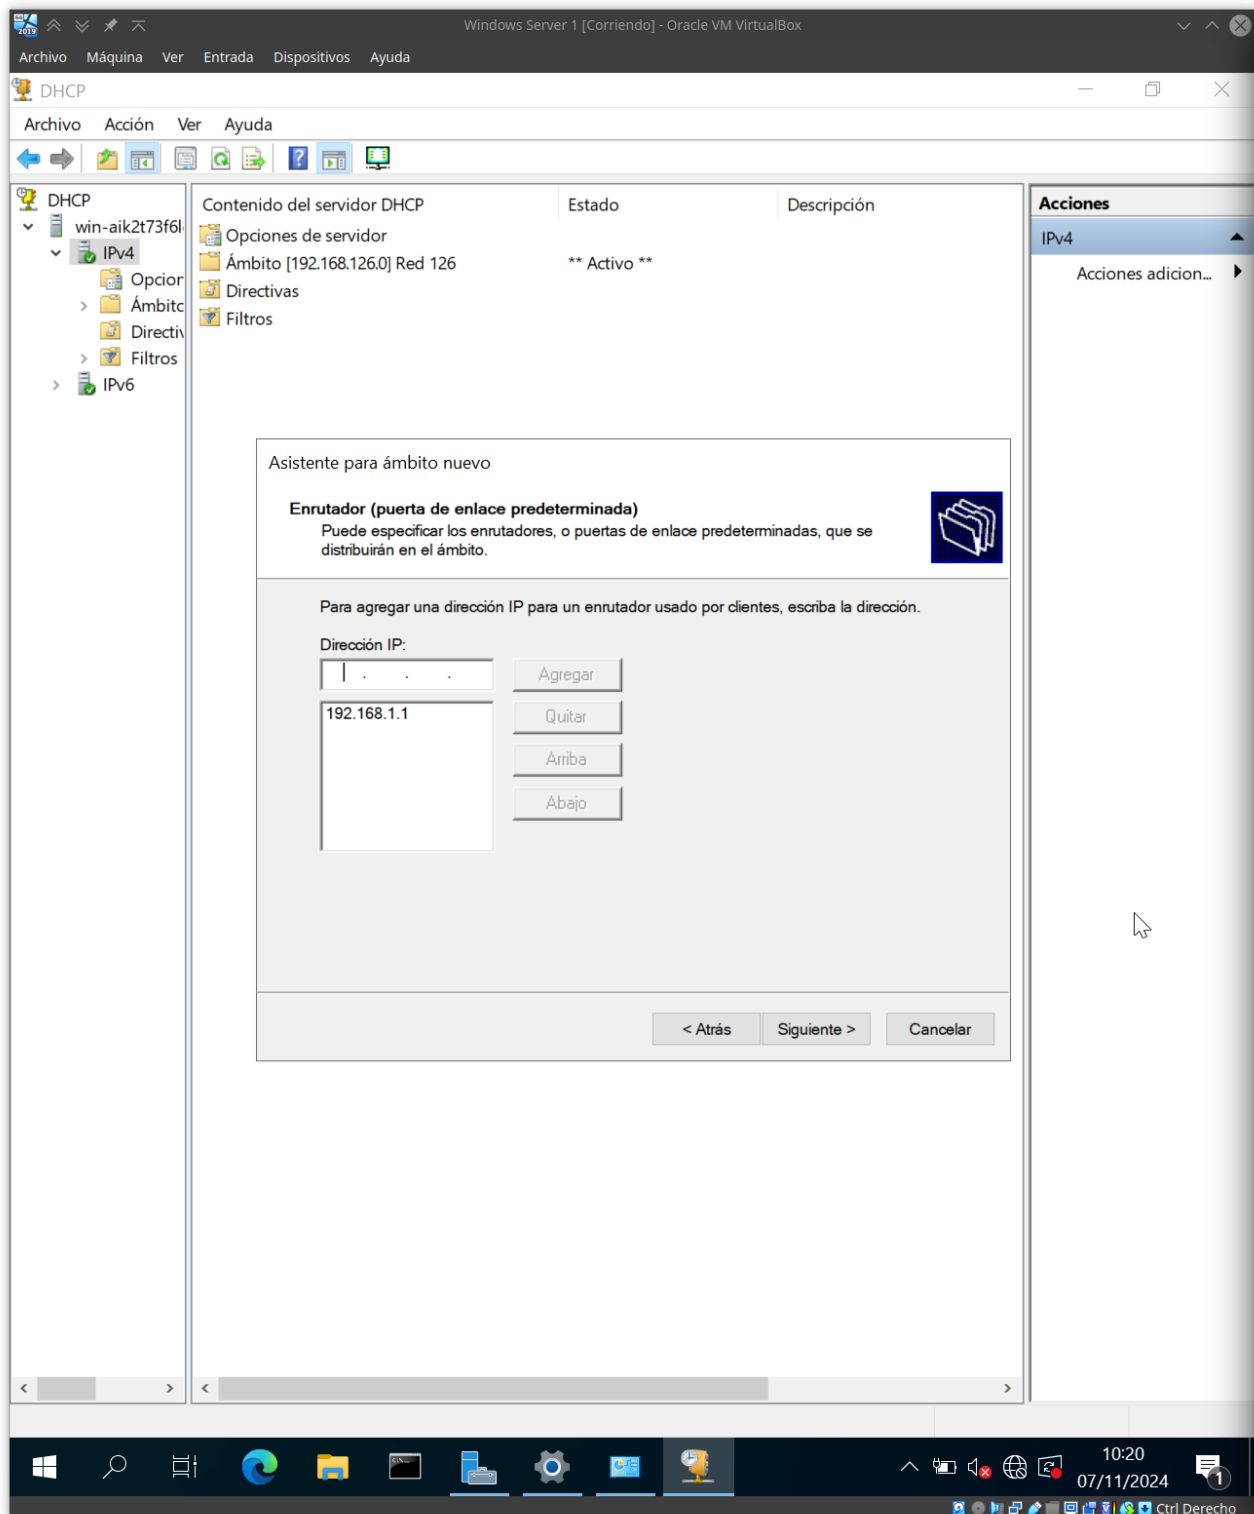 2019
Windows Server 1 [Corriendo] - Oracle VM VirtualBox
Archivo Máquina Ver Entrada Dispositivos Ayuda
DHCP
Archivo Acción Ver Ayuda
DHCP
win-aik2t73f6l
IPv4
Opcion
Ámbito
Directiv
Filtros
IPv6
Contenido del servidor DHCP Estado Descripción
Opciones de servidor
Ámbito [192.168.126.0] Red 126 ** Activo **
Directivas
Filtros
Acciones
IPv4
Acciones adicion...
Asistente para ámbito nuevo
Enrutador (puerta de enlace predeterminada)
Puede especificar los enrutadores, o puertas de enlace predeterminadas, que se
distribuirán en el ámbito.
Para agregar una dirección IP para un enrutador usado por clientes, escriba la dirección.
Dirección IP:
. . .
Agregar
192.168.1.1
Quitar
Arriba
Abajo
< Atrás Siguiente > Cancelar
10:20
07/11/2024
1
Ctrl Derecho